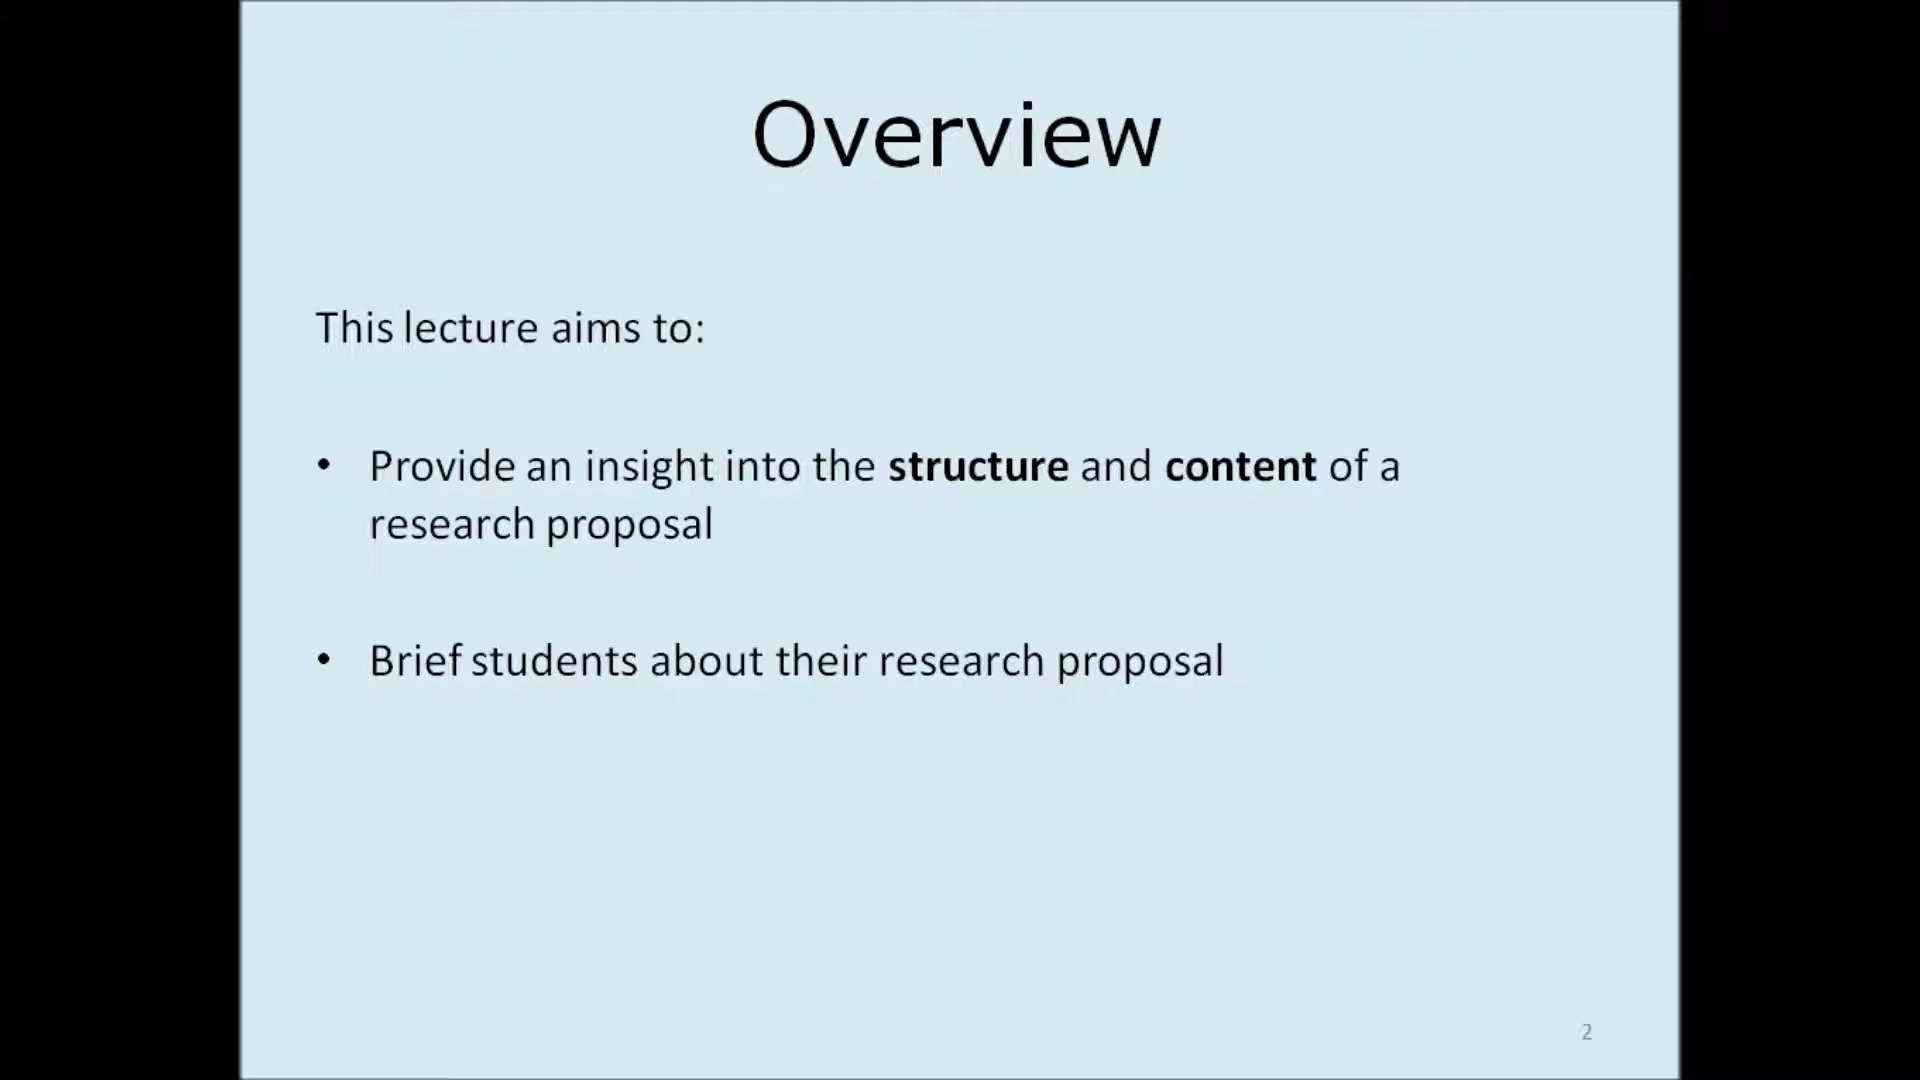 Overview
This lecture aims to:
• Provide an insight into the structure and content of a
research proposal
• Brief students about their research proposal
2